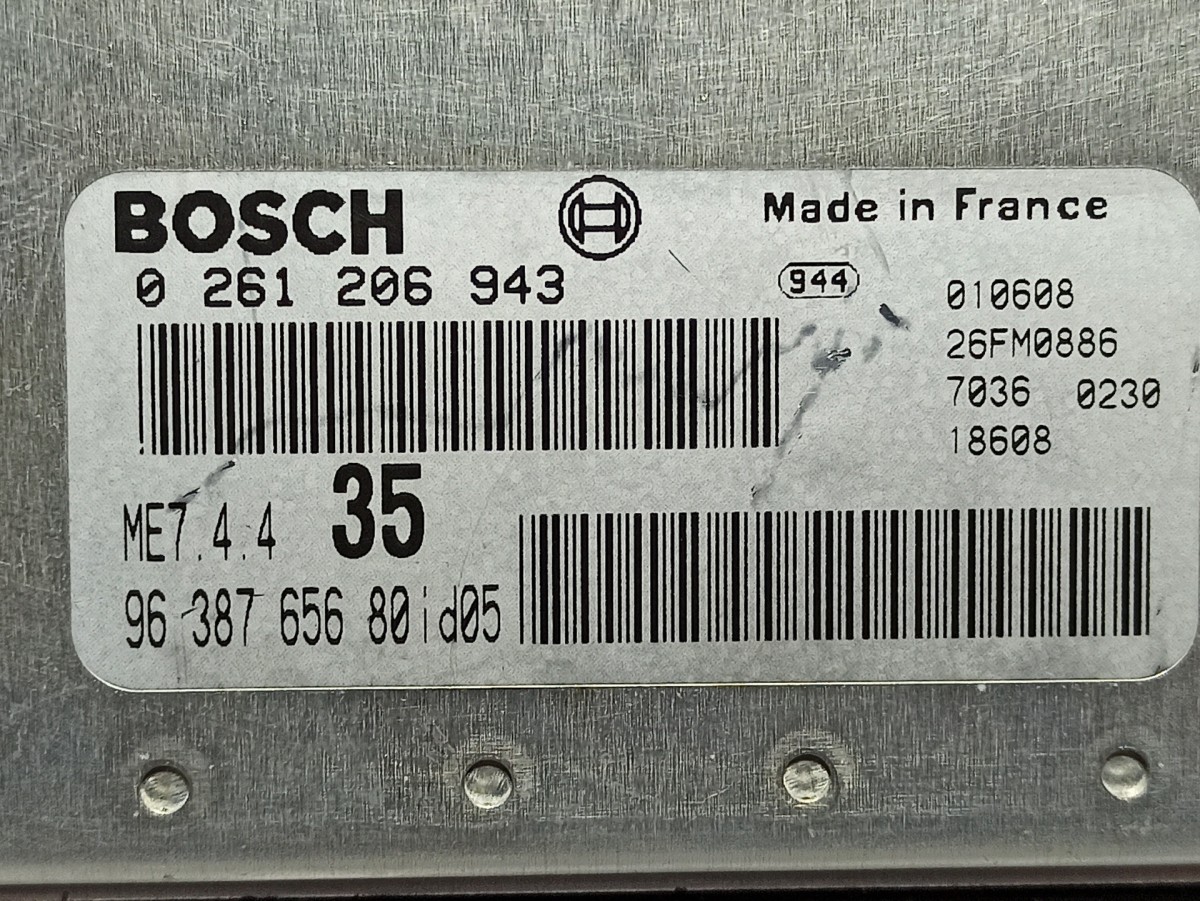 BOSCH
Made in France
0 261 206 943
944
010608
26FM0886
7036 0230
18608
ME7.4.4
35
96 387 656 80id05